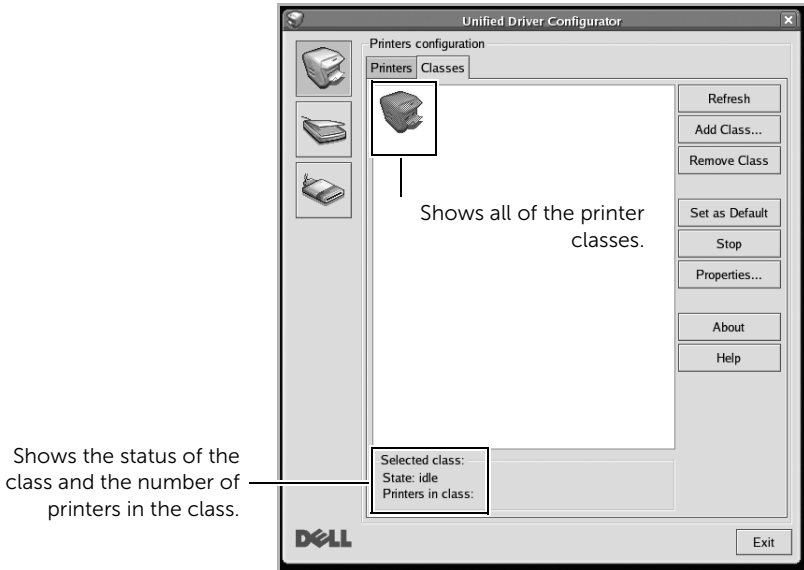 Unified Driver Configurator
Printers configuration
Printers Classes
Refresh
Add Class...
Remove Class
Shows all of the printer
classes.
Set as Default
Stop
Properties...
About
Help
Shows the status of the
class and the number of
printers in the class.
Selected class:
State: idle
Printers in class:
DELL
Exit